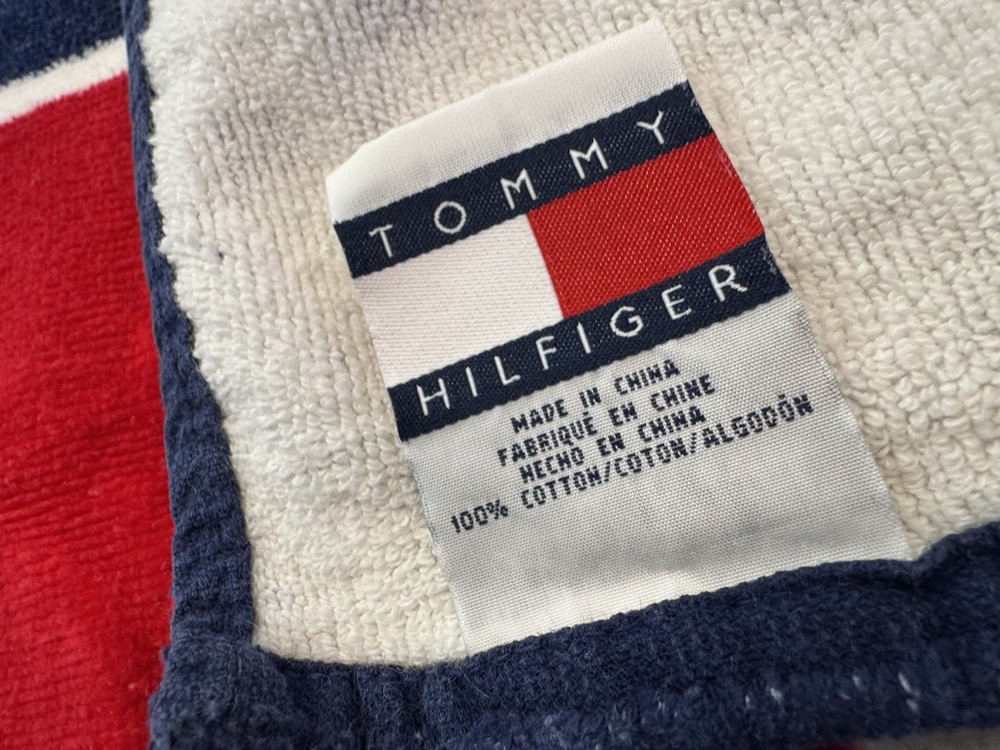 TOMMY
HILFIGER
MADE IN CHINA
FABRIQUÉ EN CHINE
HECHO EN CHINA
100% COTTON/COTON/ALGODÓN